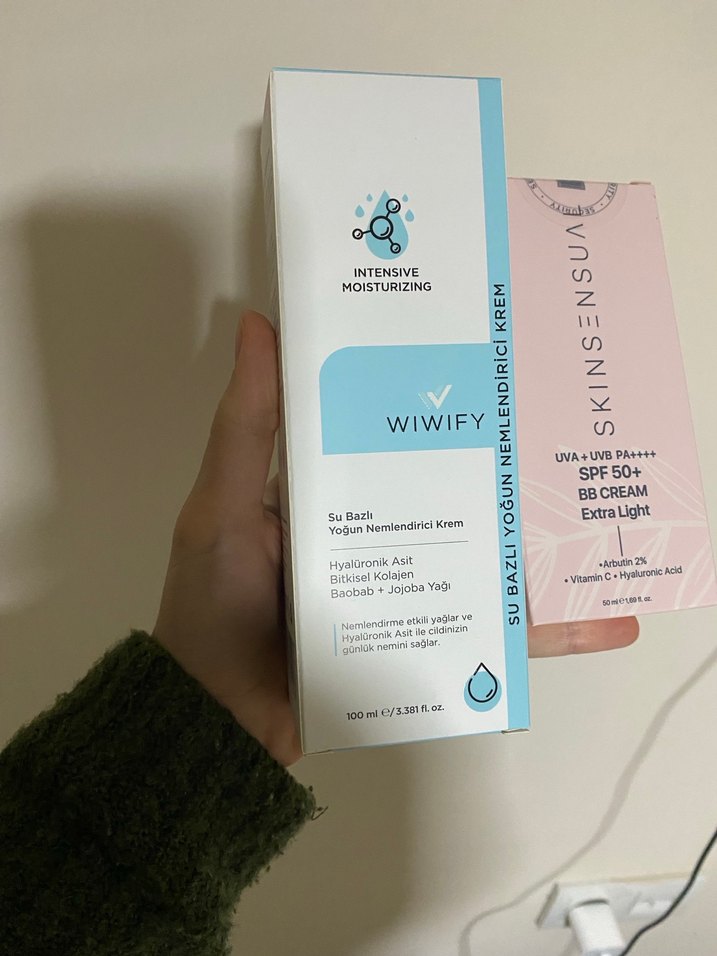 INTENSIVE
MOISTURIZING
WIWIFY
Su Bazlı
Yoğun Nemlendirici Krem
Hyalüronik Asit
Bitkisel Kolajen
Baobab + Jojoba Yağı
Nemlendirme etkili yağlar ve
Hyalüronik Asit ile cildinizin
günlük nemini sağlar.
100 ml ℮/3.381 fl. oz.
SU BAZLI YOĞUN NEMLENDİRİCİ KREM
SECURITY
SKINSENSUA
UVA + UVB PA++++
SPF 50+
BB CREAM
Extra Light
•Arbutin 2%
• Vitamin C • Hyaluronic Acid
50 ml ℮ 1,69 fl. oz.